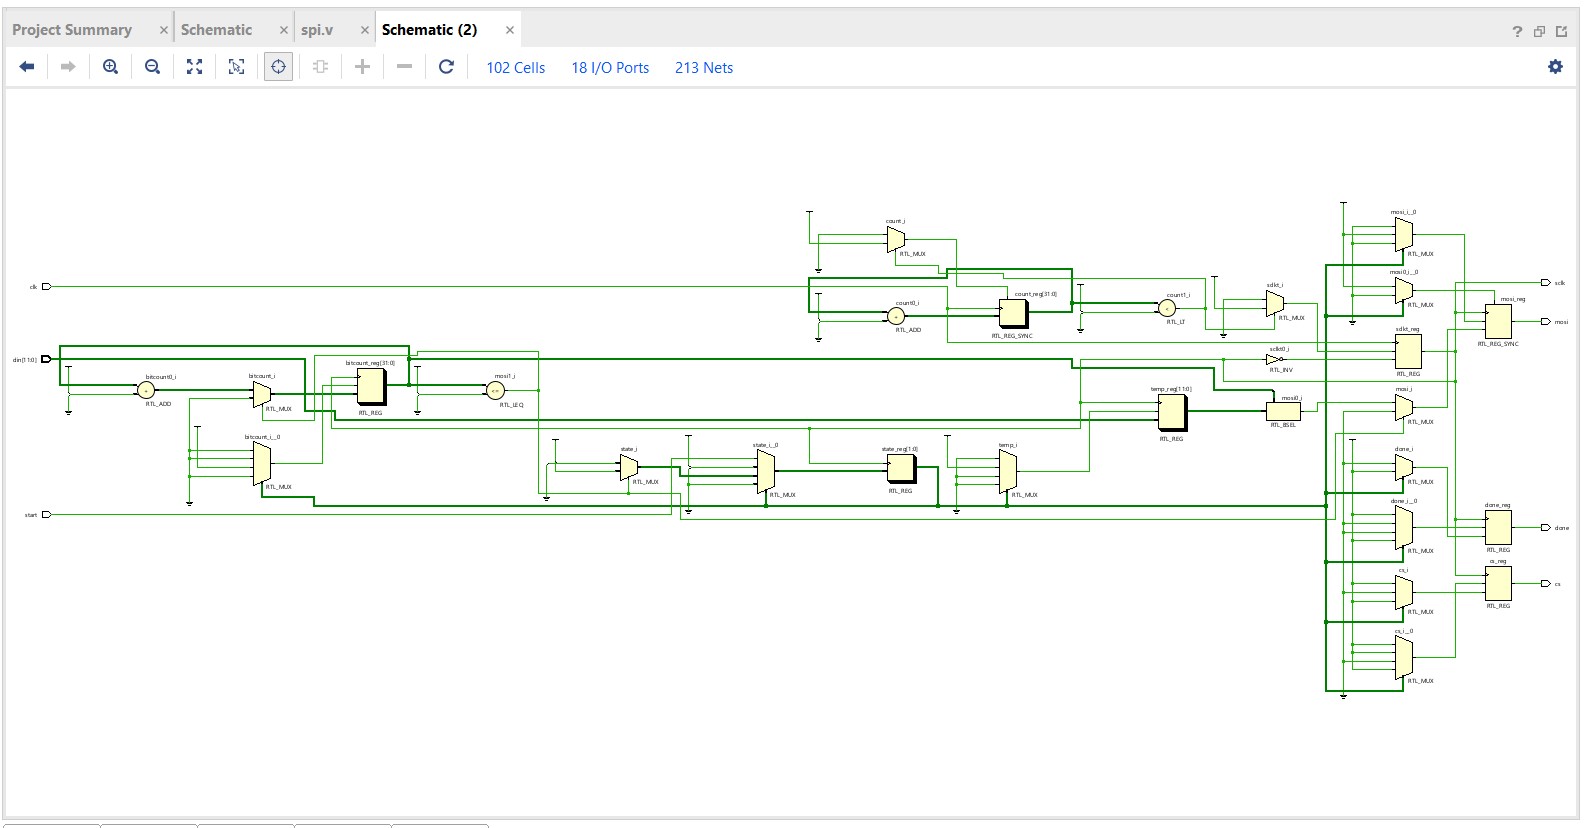 Project Summary
Schematic
spi.v
Schematic (2)
102 Cells
18 I/O Ports
213 Nets
mosi_i__0
RTL_MUX
count_i
RTL_MUX
mosi0_i__0
RTL_MUX
clk
sclk
sclkt_i
RTL_MUX
count_reg[31:0]
RTL_REG_SYNC
count0_i
+
RTL_ADD
count1_i
<
RTL_LT
mosi_reg
RTL_REG_SYNC
mosi
sclkt_reg
RTL_REG
sclkt0_i
RTL_INV
din[11:0]
bitcount_reg[31:0]
RTL_REG
bitcount0_i
+
RTL_ADD
bitcount_i
RTL_MUX
mosi1_i
<=
RTL_LEQ
temp_reg[11:0]
RTL_REG
mosi0_i
RTL_BSEL
mosi_i
RTL_MUX
bitcount_i__0
RTL_MUX
state_i
RTL_MUX
state_i__0
RTL_MUX
state_reg[1:0]
RTL_REG
temp_i
RTL_MUX
done_i
RTL_MUX
start
done_i__0
RTL_MUX
done_reg
RTL_REG
done
cs_i
RTL_MUX
cs_reg
RTL_REG
cs
cs_i__0
RTL_MUX